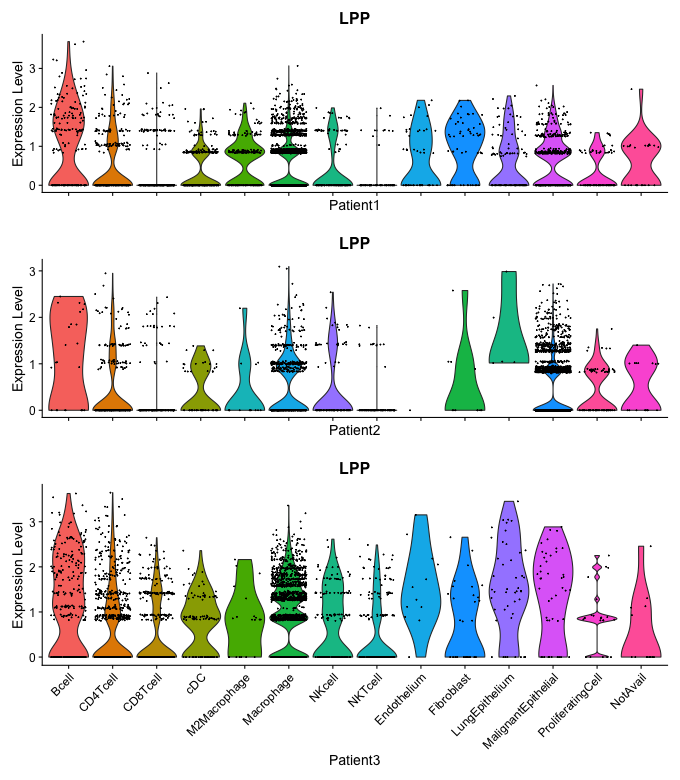 LPP
Expression Level
3
2
1
0
Patient1
LPP
Expression Level
3
2
1
0
Patient2
LPP
Expression Level
3
2
1
0
Bcell
CD4Tcell
CD8Tcell
cDC
M2Macrophage
Macrophage
NKcell
NKTcell
Endothelium
Fibroblast
LungEpithelium
MalignantEpithelial
ProliferatingCell
NotAvail
Patient3